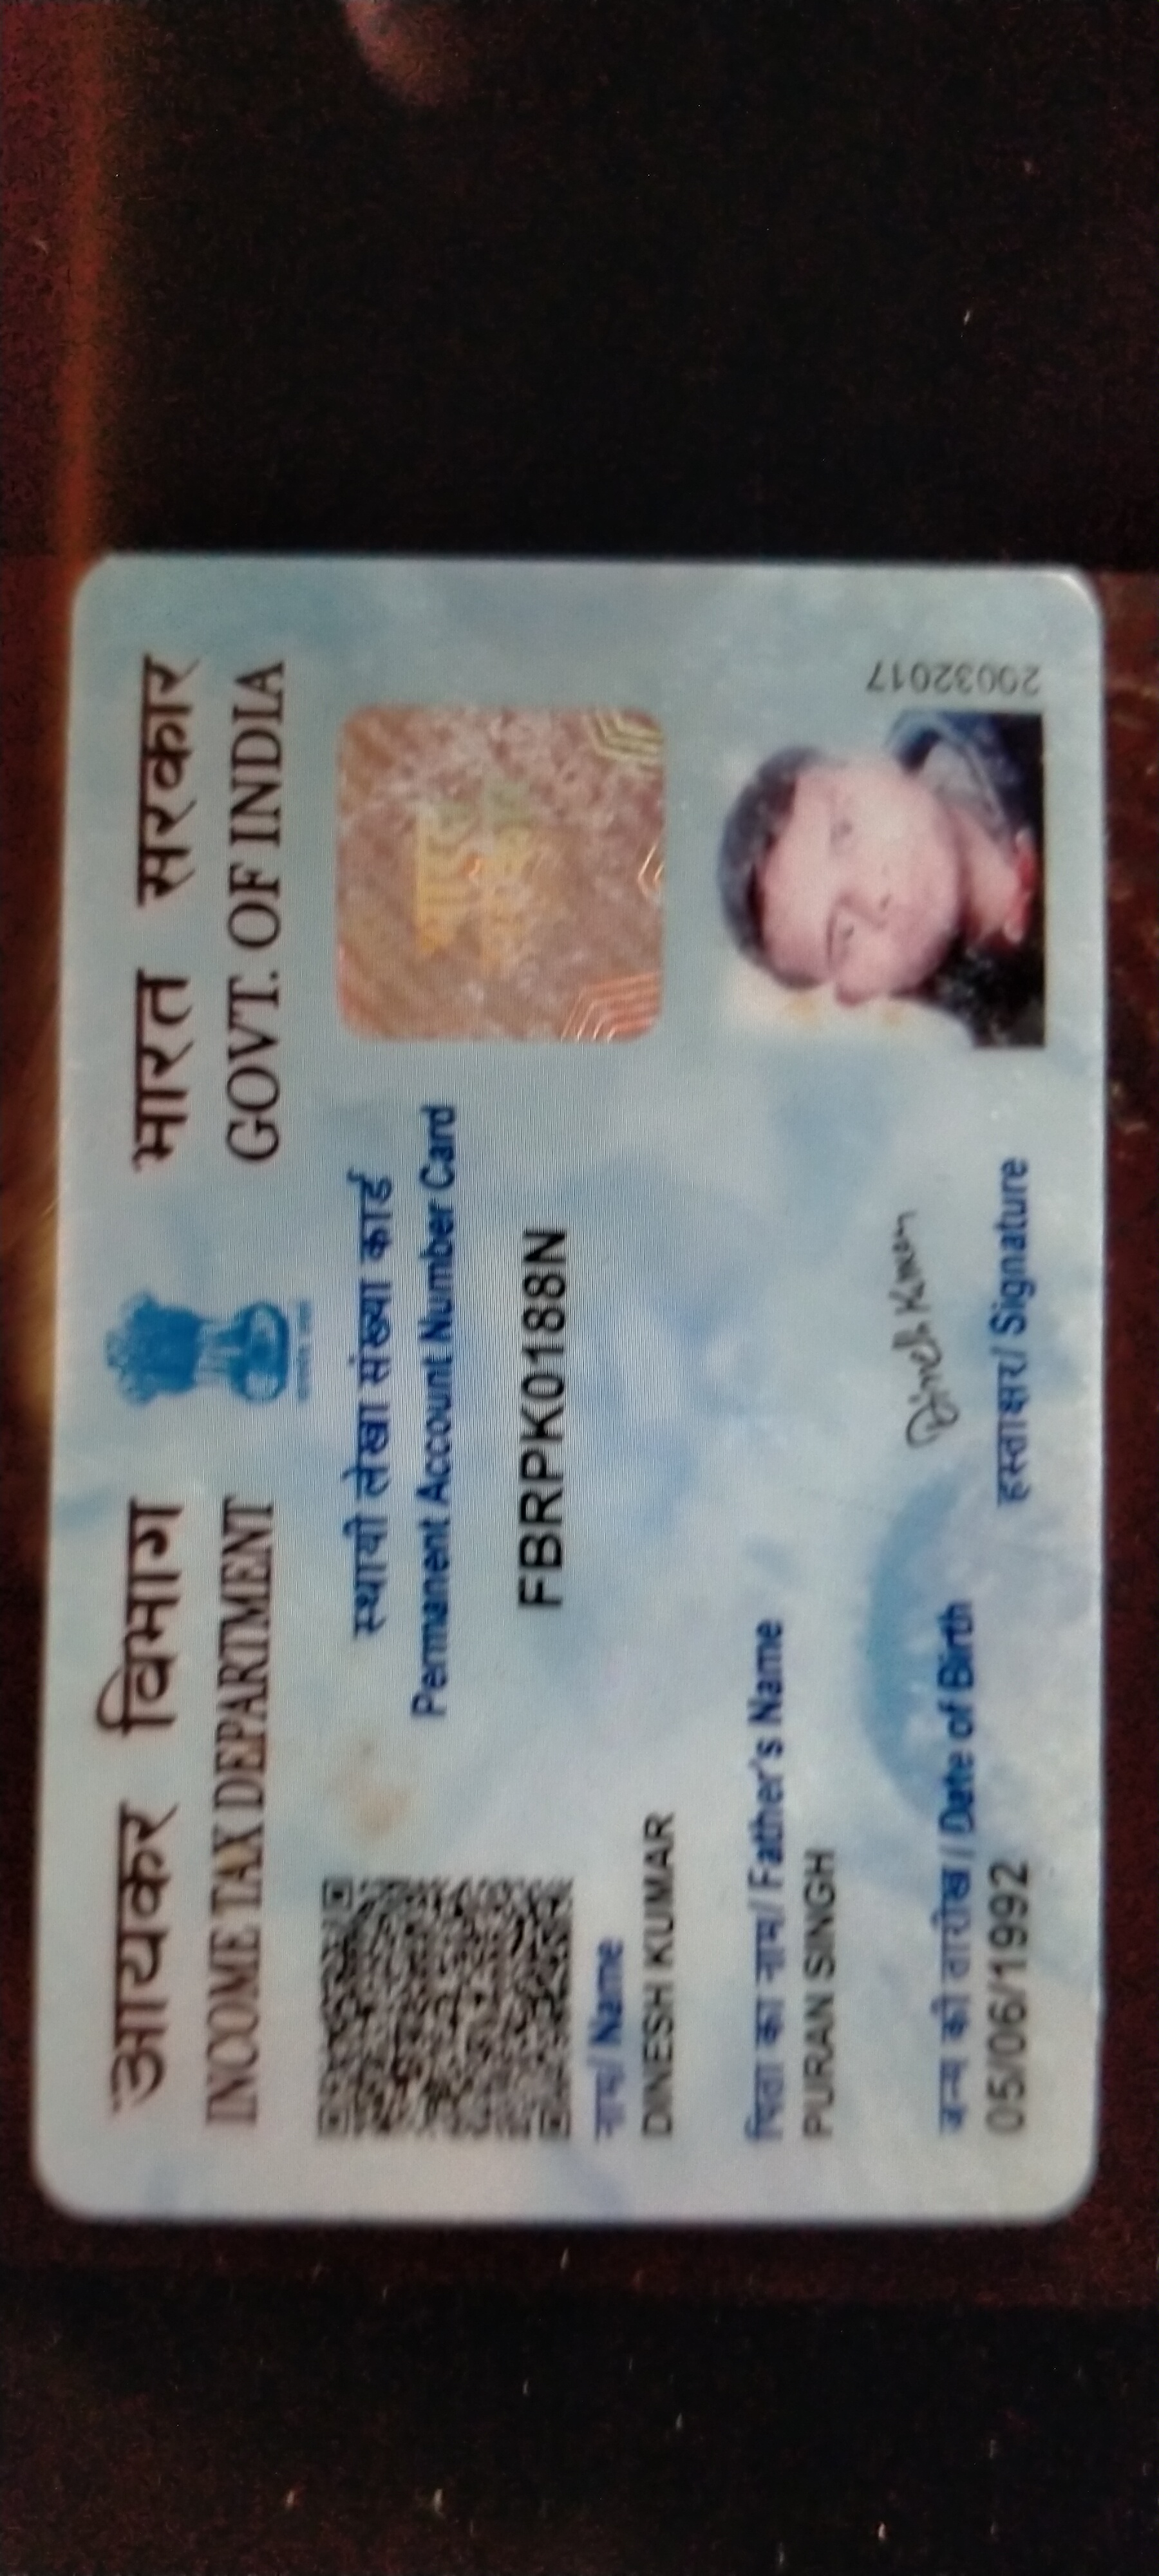 आयकर विभाग
INCOME TAX DEPARTMENT
भारत सरकार
GOVT. OF INDIA
स्थायी लेखा संख्या कार्ड
Permanent Account Number Card
FBRPK0188N
नाम/ Name
DINESH KUMAR
पिता का नाम/ Father's Name
PURAN SINGH
जन्म की तारीख / Date of Birth
05/06/1992
Dinesh Kumar
हस्ताक्षर/ Signature
20032017